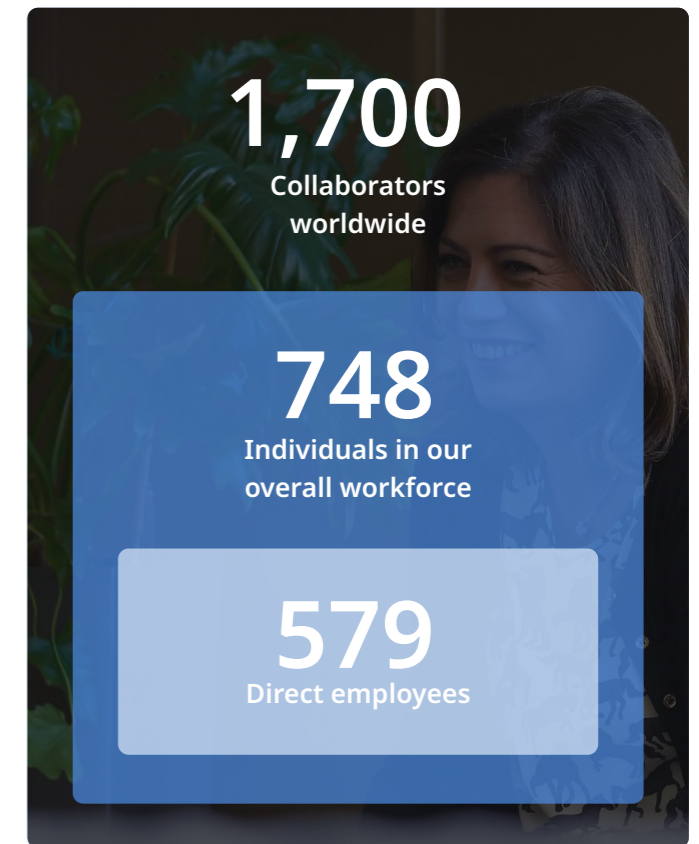 1,700
Collaborators
worldwide
748
Individuals in our
overall workforce
579
Direct employees